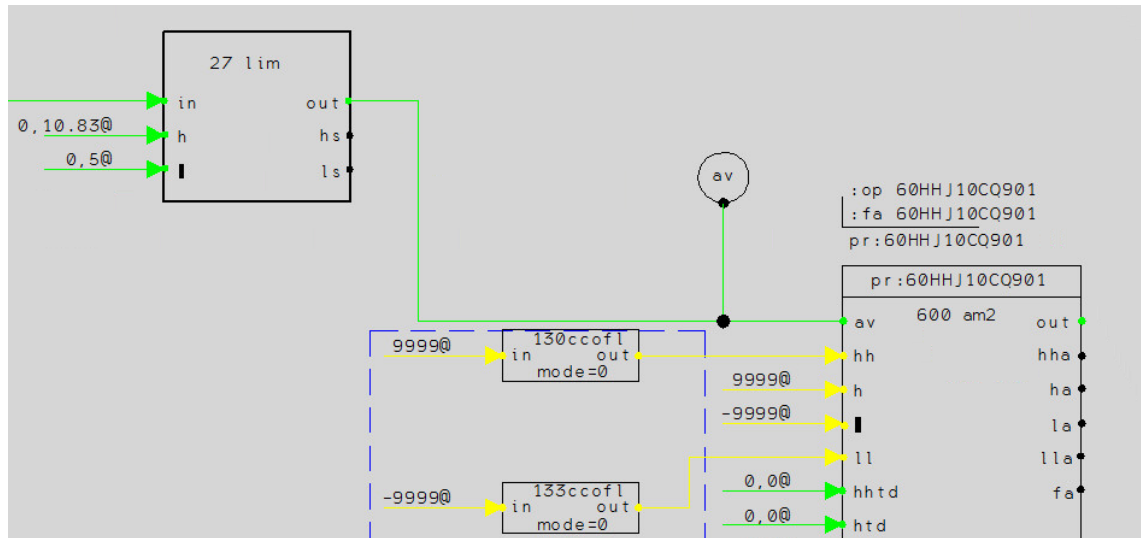 27 lim
in out
0,10.83@ h hs
0,5@ l ls
av
:op 60HHJ10CQ901
:fa 60HHJ10CQ901
pr:60HHJ10CQ901
pr:60HHJ10CQ901
600 am2
av out
130ccofl
9999@ in out
mode=0
hh hha
9999@ h ha
-9999@ l la
ll lla
133ccofl
-9999@ in out
mode=0
0,0@ hhtd fa
0,0@ htd